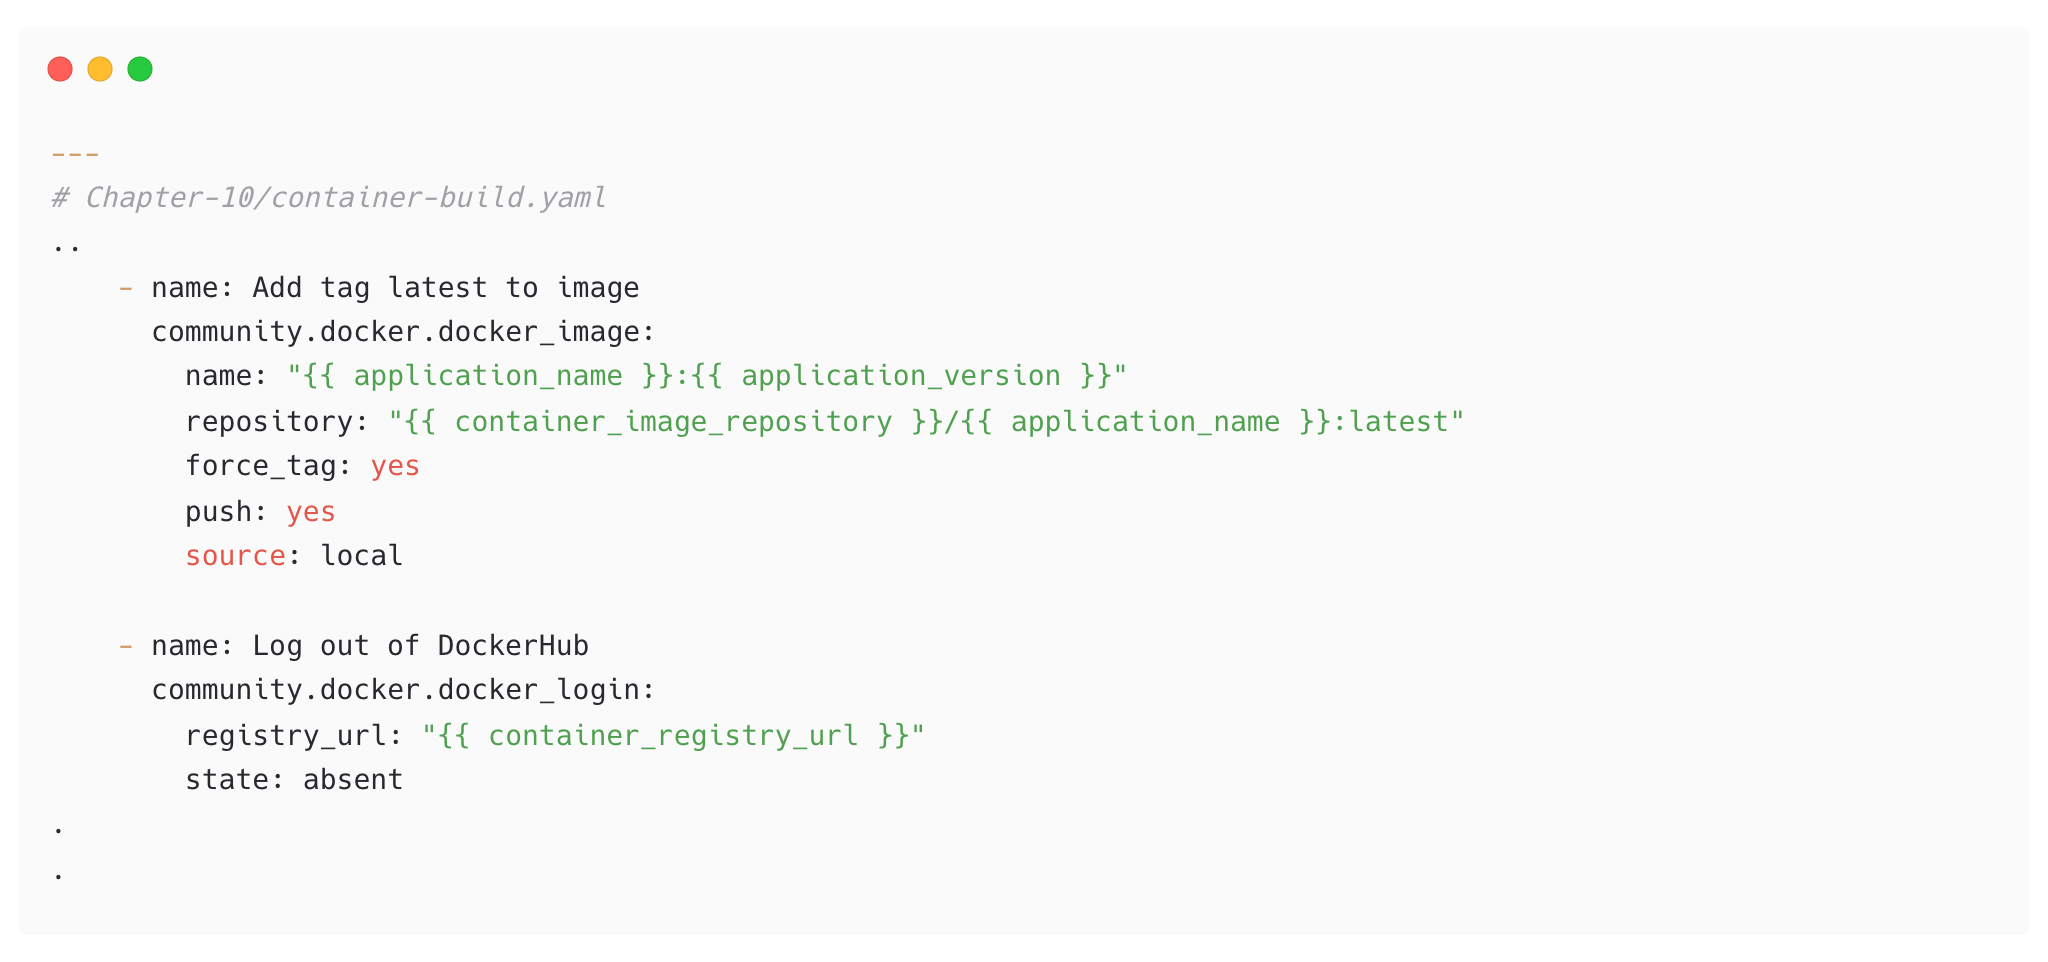 ---
# Chapter-10/container-build.yaml
..
    - name: Add tag latest to image
      community.docker.docker_image:
        name: "{{ application_name }}:{{ application_version }}"
        repository: "{{ container_image_repository }}/{{ application_name }}:latest"
        force_tag: yes
        push: yes
        source: local

    - name: Log out of DockerHub
      community.docker.docker_login:
        registry_url: "{{ container_registry_url }}"
        state: absent
.
.